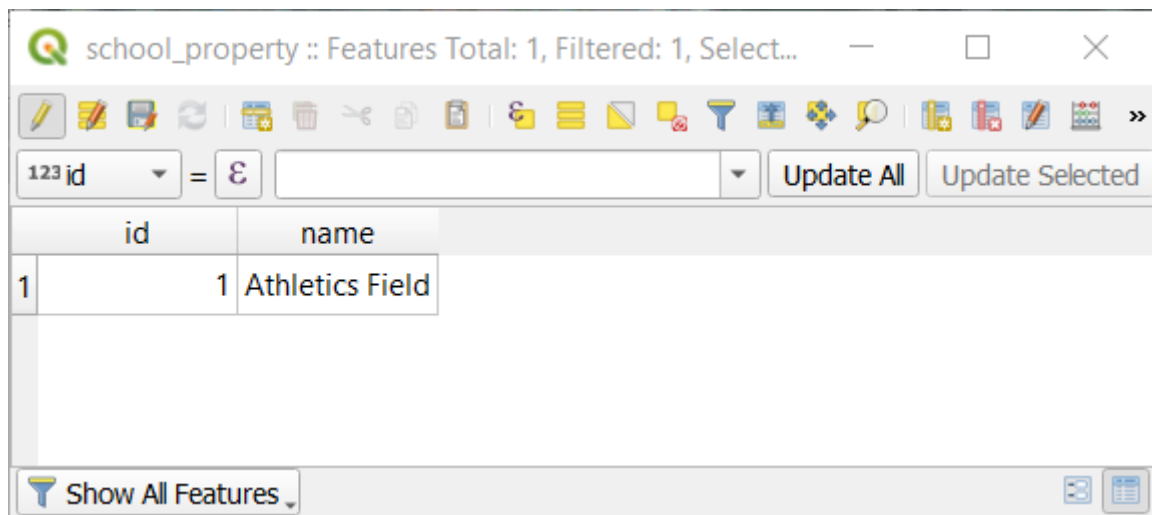 school_property :: Features Total: 1, Filtered: 1, Select...
123 id = ε Update All Update Selected
id name
1 1 Athletics Field
Show All Features